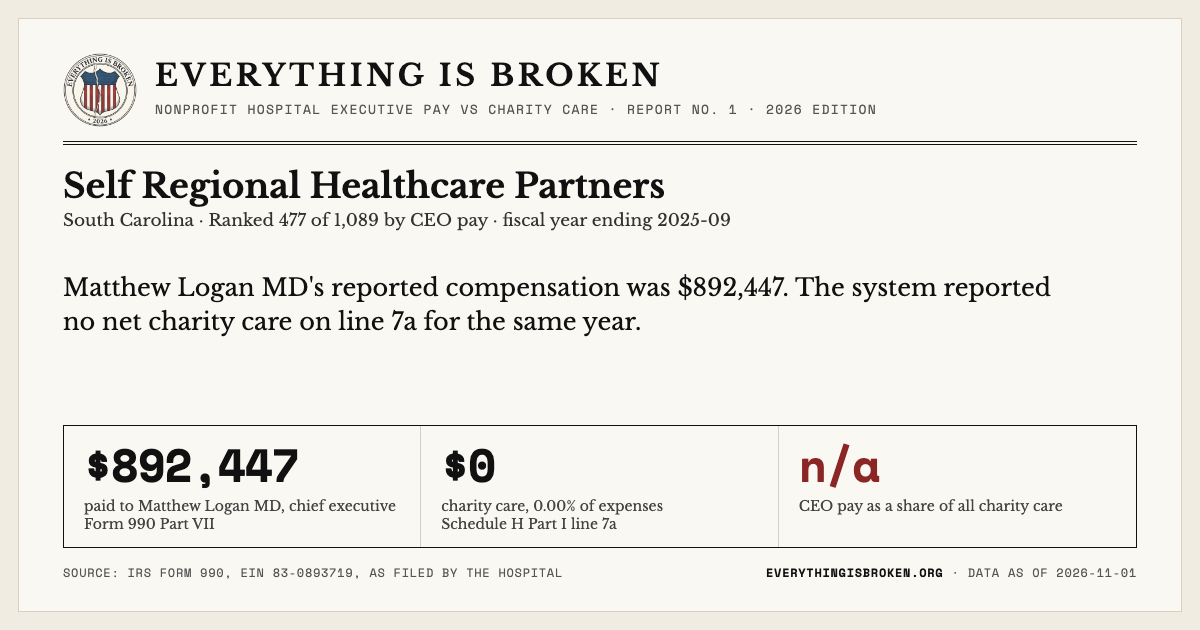 EVERYTHING IS BROKEN
2026
EVERYTHING IS BROKEN
NONPROFIT HOSPITAL EXECUTIVE PAY VS CHARITY CARE · REPORT NO. 1 · 2026 EDITION
Self Regional Healthcare Partners
South Carolina · Ranked 477 of 1,089 by CEO pay · fiscal year ending 2025-09
Matthew Logan MD's reported compensation was $892,447. The system reported
no net charity care on line 7a for the same year.
$892,447
paid to Matthew Logan MD, chief executive
Form 990 Part VII
$0
charity care, 0.00% of expenses
Schedule H Part I line 7a
n/a
CEO pay as a share of all charity care
SOURCE: IRS FORM 990, EIN 83-0893719, AS FILED BY THE HOSPITAL
EVERYTHINGISBROKEN.ORG · DATA AS OF 2026-11-01